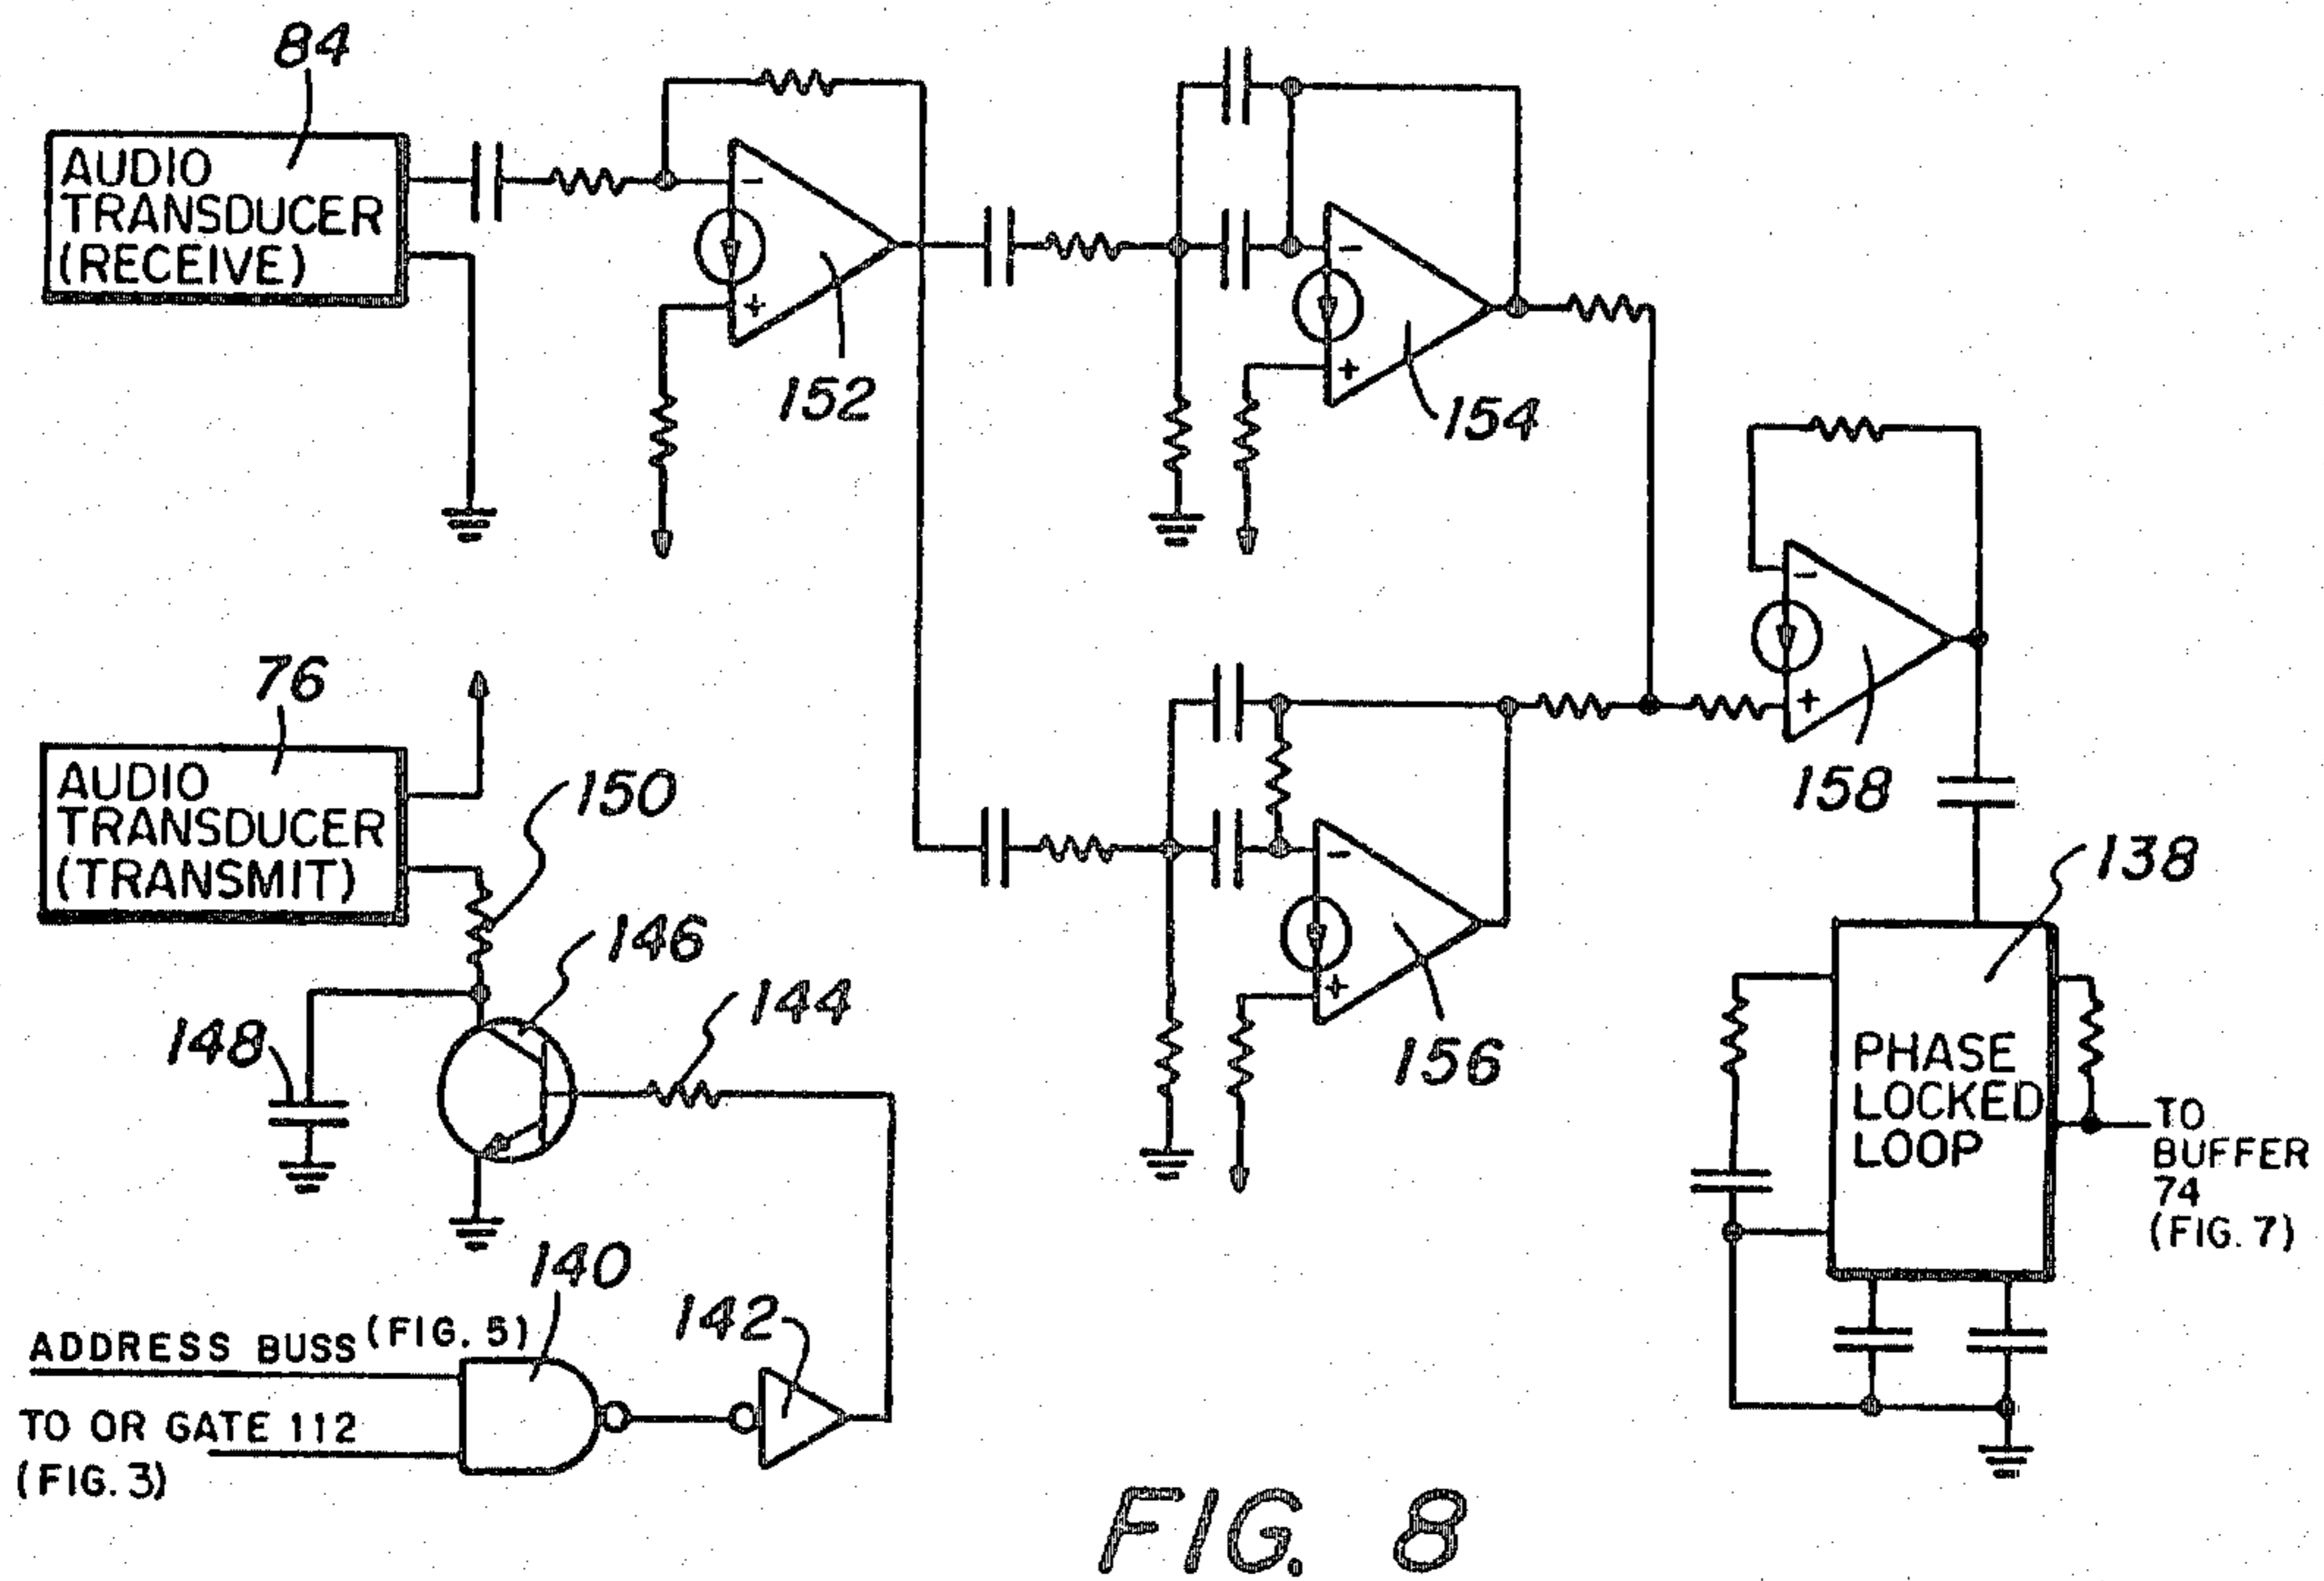 84
AUDIO
TRANSDUCER
(RECEIVE)
-
+
152
-
+
154
76
AUDIO
TRANSDUCER
(TRANSMIT)
150
146
144
148
-
+
156
-
+
158
138
PHASE
LOCKED
LOOP
TO
BUFFER
74
(FIG. 7)
140
142
ADDRESS BUSS (FIG. 5)
TO OR GATE 112
(FIG. 3)
FIG. 8